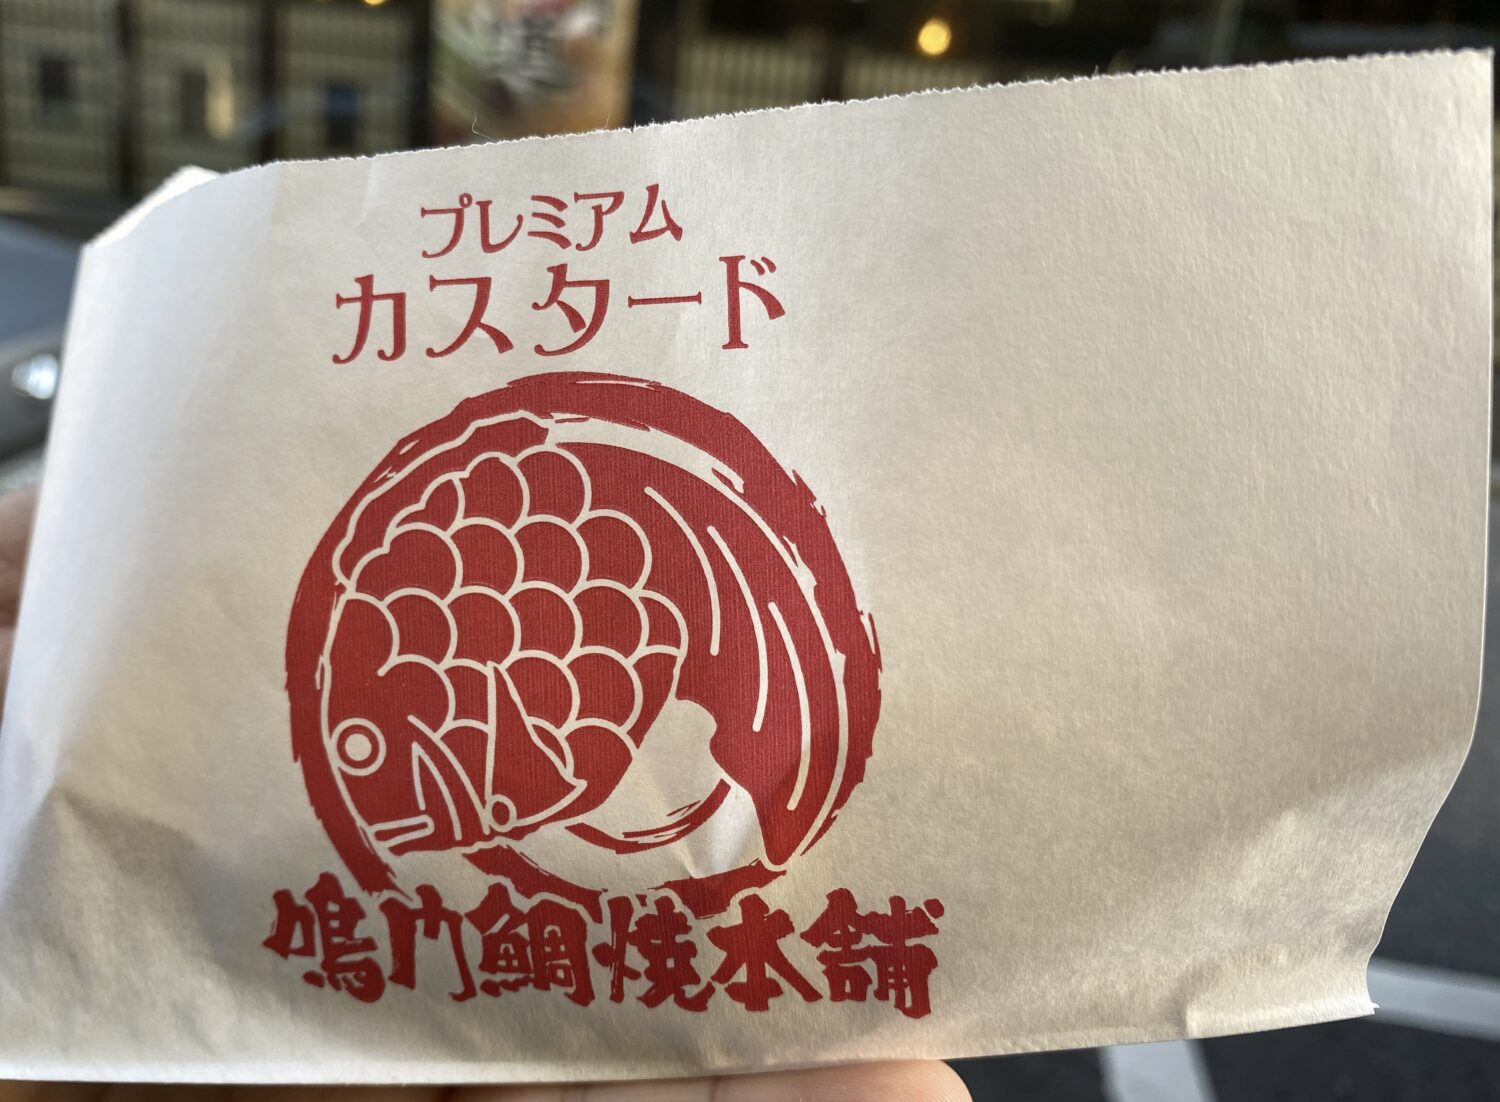 プレミアム
カスタード
鳴門鯛焼本舗